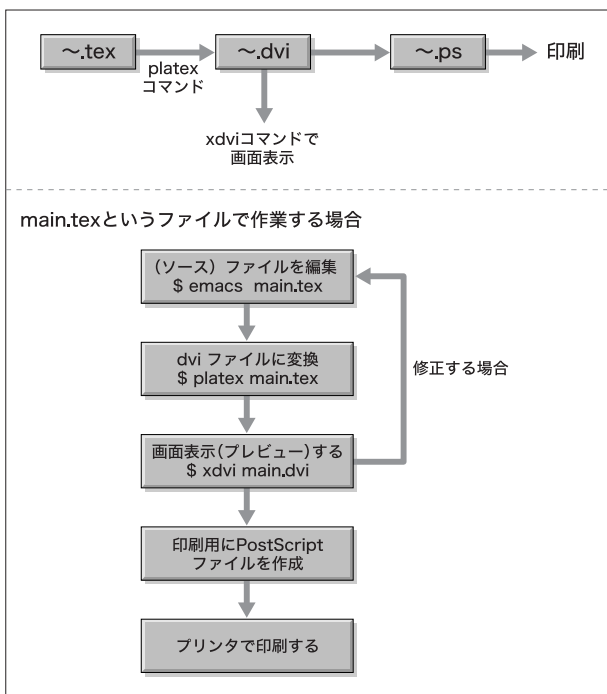 ～.tex
～.dvi
～.ps
印刷
platex
コマンド
xdviコマンドで
画面表示
main.texというファイルで作業する場合
（ソース）ファイルを編集
$ emacs main.tex
dvi ファイルに変換
$ platex main.tex
修正する場合
画面表示（プレビュー）する
$ xdvi main.dvi
印刷用にPostScript
ファイルを作成
プリンタで印刷する